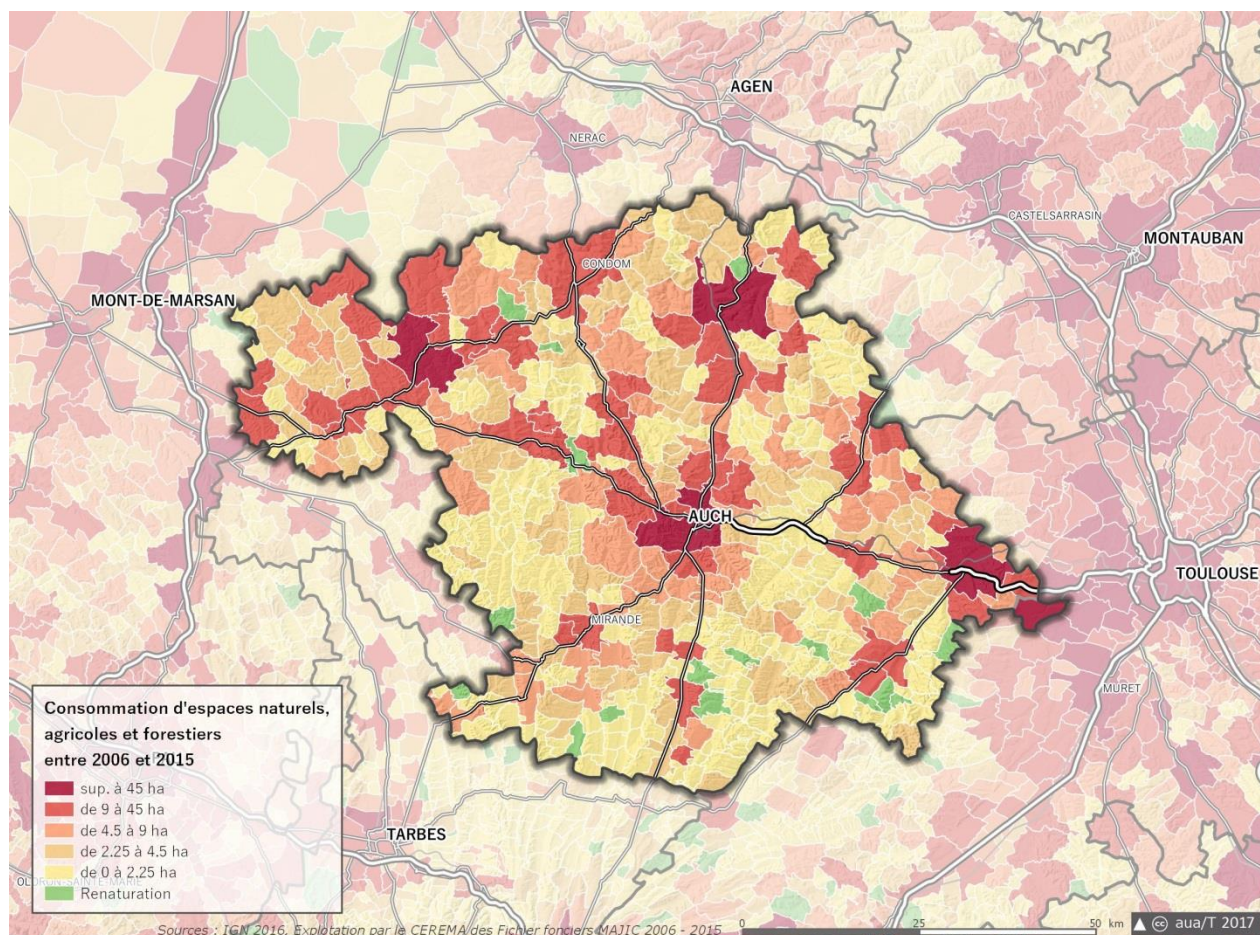 AGEN
NERAC
CASTELSARRASIN
MONTAUBAN
CONDOM
MONT-DE-MARSAN
AUCH
TOULOUSE
MIRANDE
MURET
Consommation d'espaces naturels,
agricoles et forestiers
entre 2006 et 2015
sup. à 45 ha
de 9 à 45 ha
de 4.5 à 9 ha
de 2.25 à 4.5 ha
de 0 à 2.25 ha
Renaturation
TARBES
OLORON-SAINTE-MARIE
0 25 50 km
aua/T 2017
Sources : IGN 2016, Exploitation par le CEREMA des Fichier fonciers MAJIC 2006 - 2015